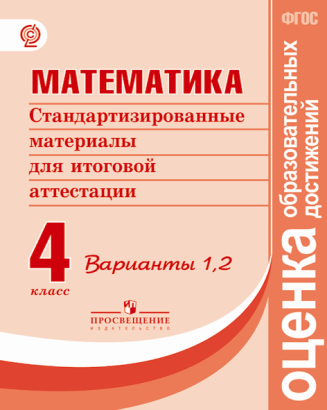 ФГОС
МАТЕМАТИКА
Стандартизированные
материалы
для итоговой
аттестации
4
класс
Варианты 1,2
ПРОСВЕЩЕНИЕ
ИЗДАТЕЛЬСТВО
оценка
образовательных
достижений